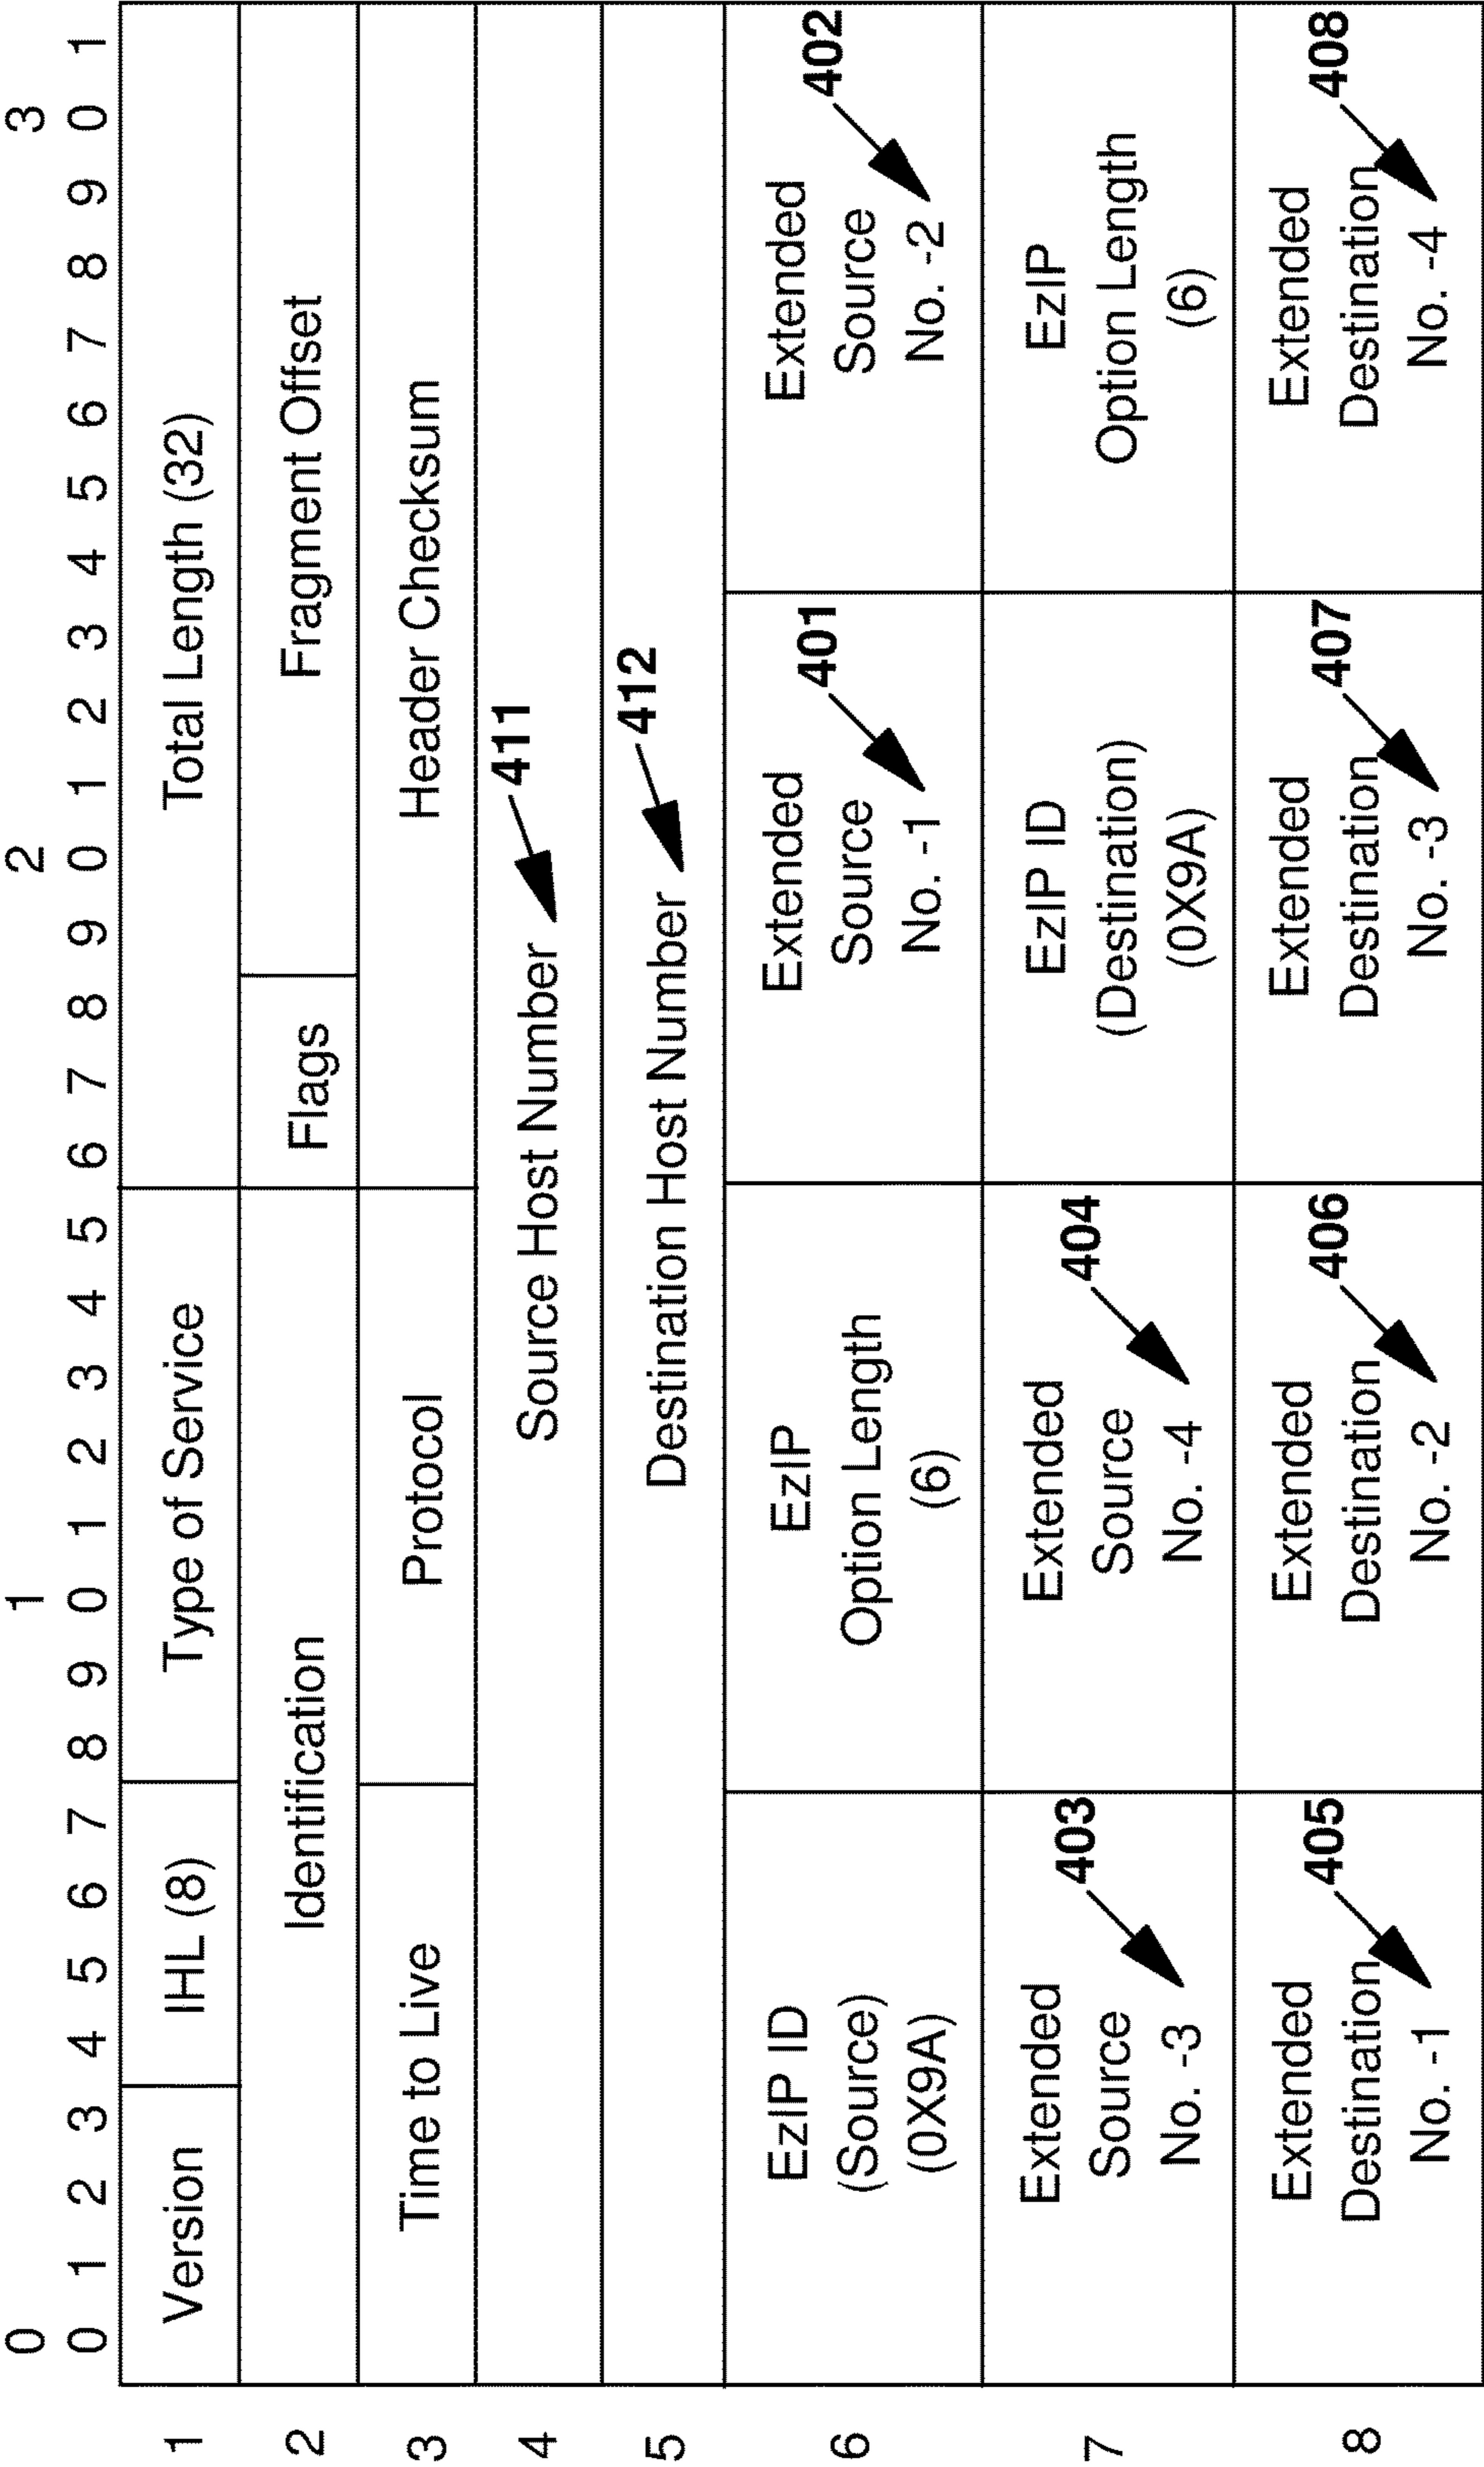 0 1 2 3
0 1 2 3 4 5 6 7 8 9 0 1 2 3 4 5 6 7 8 9 0 1 2 3 4 5 6 7 8 9 0 1
1 Version IHL (8) Type of Service Total Length (32)
2 Identification Flags Fragment Offset
3 Time to Live Protocol Header Checksum
4 Source Host Number 411
5 Destination Host Number 412
6
EzIP ID
(Source)
(0X9A)
EzIP
Option Length
(6)
Extended
Source
No. -1
401
Extended
Source
No. -2
402
7
Extended
Source
No. -3
403
Extended
Source
No. -4
404
EzIP ID
(Destination)
(0X9A)
EzIP
Option Length
(6)
8
Extended
Destination
No. -1
405
Extended
Destination
No. -2
406
Extended
Destination
No. -3
407
Extended
Destination
No. -4
408